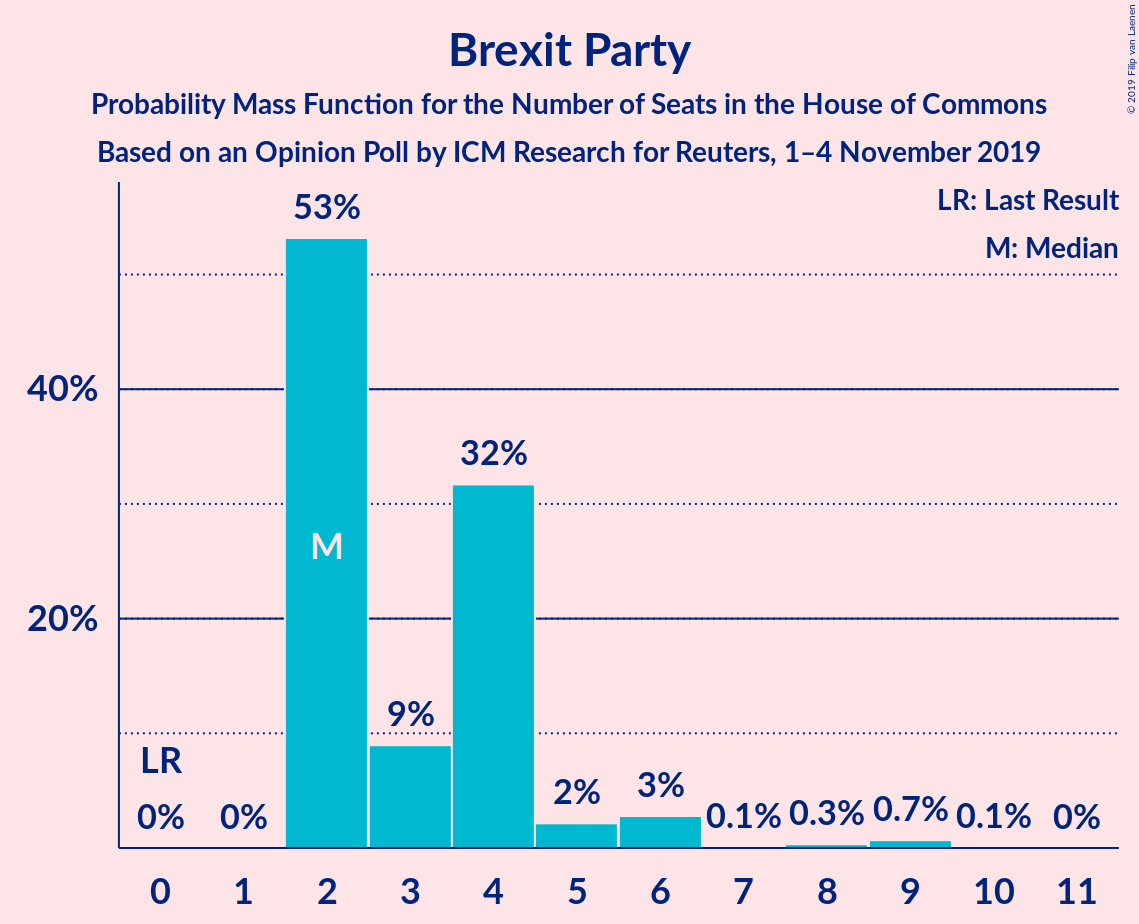 Brexit Party
Probability Mass Function for the Number of Seats in the House of Commons
Based on an Opinion Poll by ICM Research for Reuters, 1–4 November 2019
© 2019 Filip van Laenen
LR: Last Result
M: Median
53%
40%
32%
M
20%
9%
LR
0% 0% 2% 3% 0.1% 0.3% 0.7% 0.1% 0%
0 1 2 3 4 5 6 7 8 9 10 11